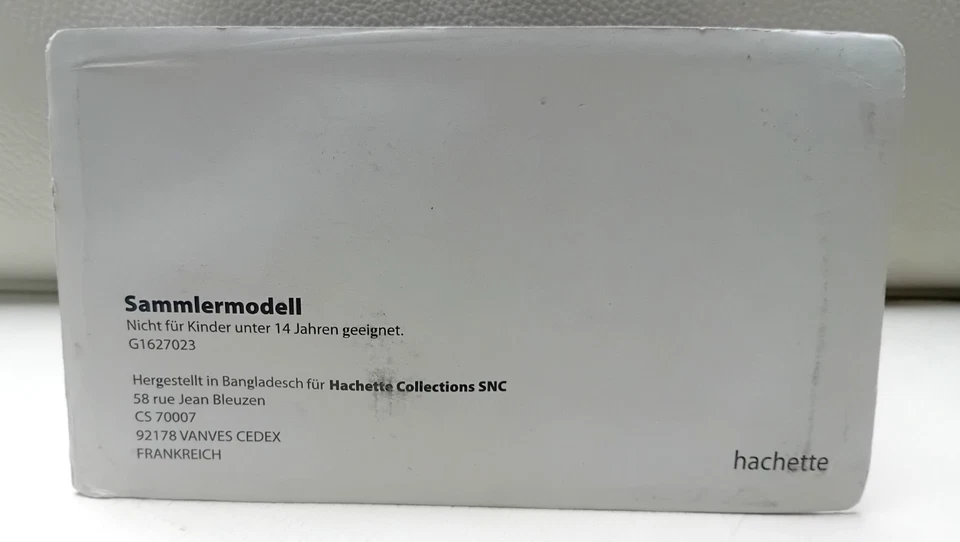 Sammlermodell
Nicht für Kinder unter 14 Jahren geeignet.
G1627023
Hergestellt in Bangladesch für Hachette Collections SNC
58 rue Jean Bleuzen
CS 70007
92178 VANVES CEDEX
FRANKREICH
hachette